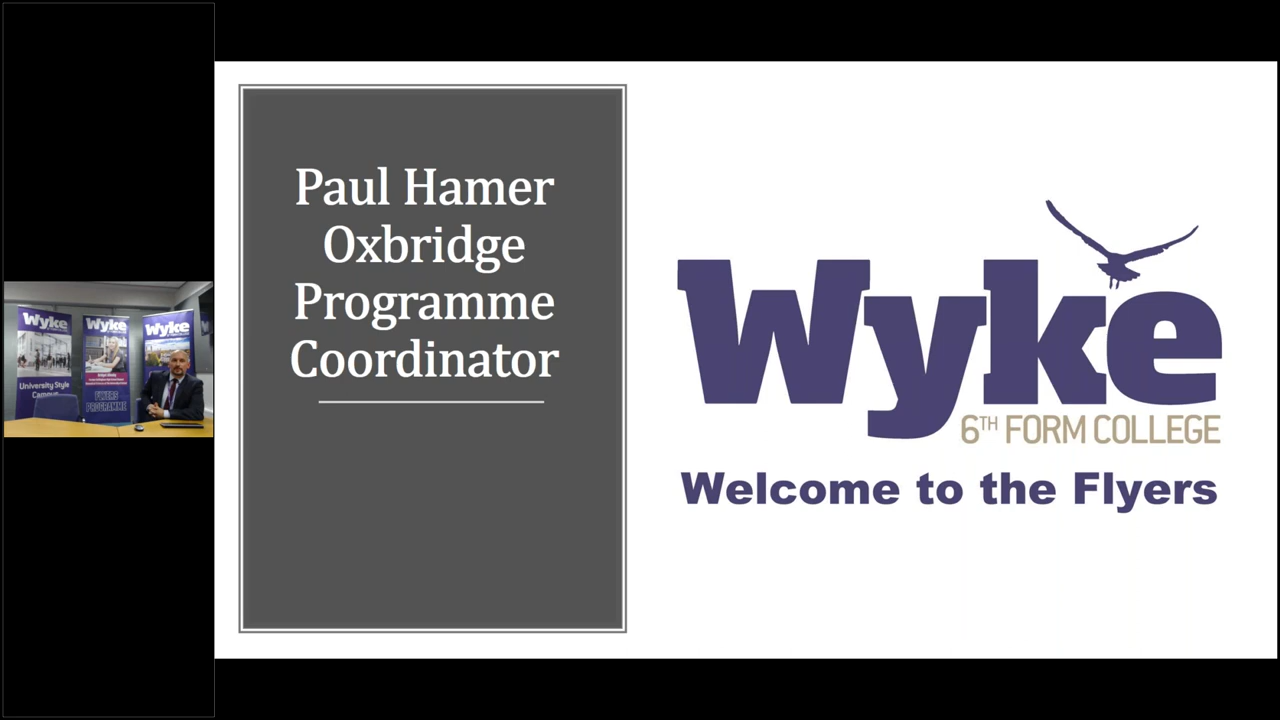 Paul Hamer
Oxbridge
Programme
Coordinator
Wyke
6TH FORM COLLEGE
Welcome to the Flyers
Wyke
University Style
Campus
Wyke
FLYERS
PROGRAMME
Wyke